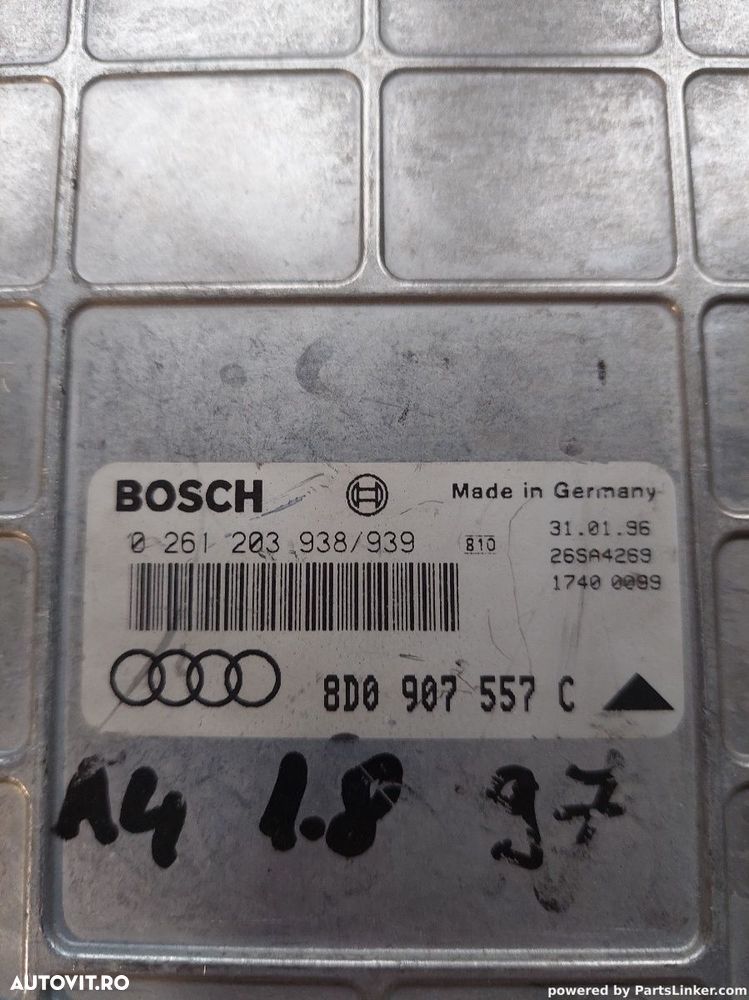 BOSCH Made in Germany
0 261 203 938/939 810 31.01.96
26SA4269
1740 0099
8D0 907 557 C
A4 1.8 97
AUTOVIT.RO
powered by PartsLinker.com